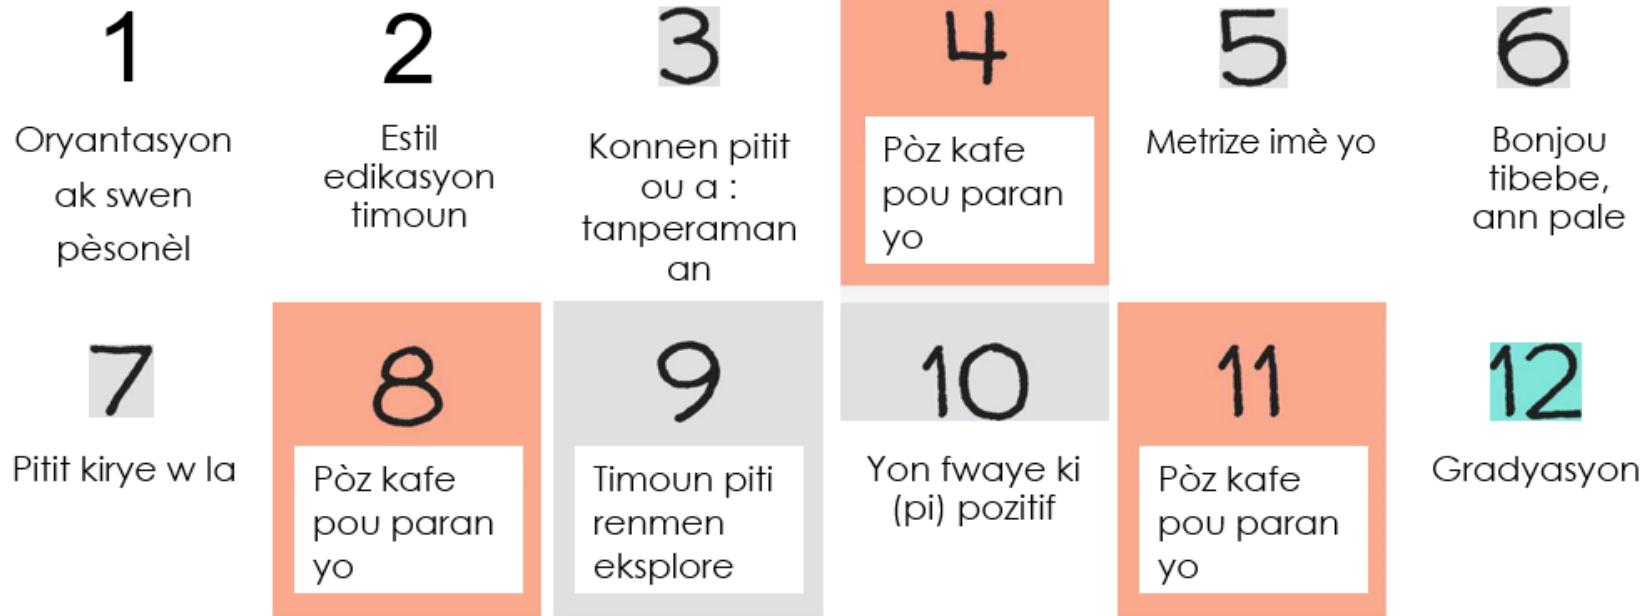 1
Oryantasyon
ak swen
pèsonèl
2
Estil
edikasyon
timoun
3
Konnen pitit
ou a :
tanperaman
an
4
Pòz kafe
pou paran
yo
5
Metrize imè yo
6
Bonjou
tibebe,
ann pale
7
Pitit kirye w la
8
Pòz kafe
pou paran
yo
9
Timoun piti
renmen
eksplore
10
Yon fwaye ki
(pi) pozitif
11
Pòz kafe
pou paran
yo
12
Gradyasyon